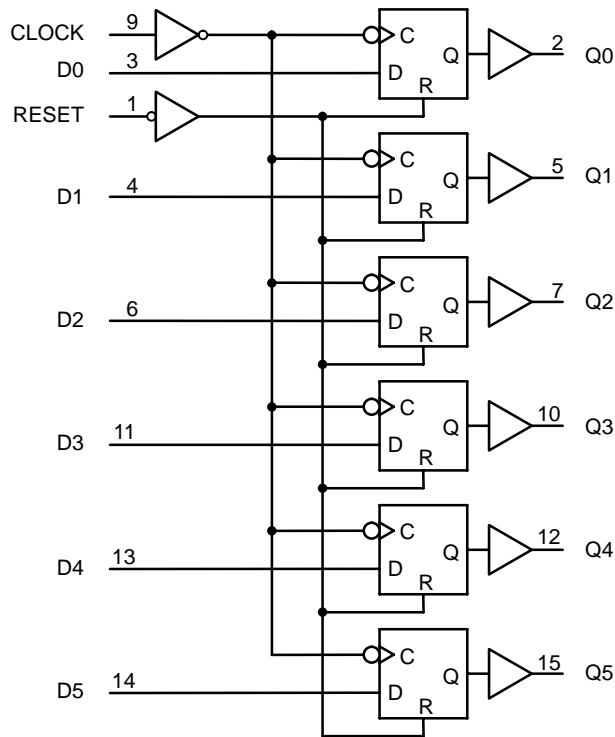 CLOCK 9 C Q 2 Q0
D0 3 D
RESET 1 R
C Q 5 Q1
D1 4 D
R
C Q 7 Q2
D2 6 D
R
C Q 10 Q3
D3 11 D
R
C Q 12 Q4
D4 13 D
R
C Q 15 Q5
D5 14 D
R